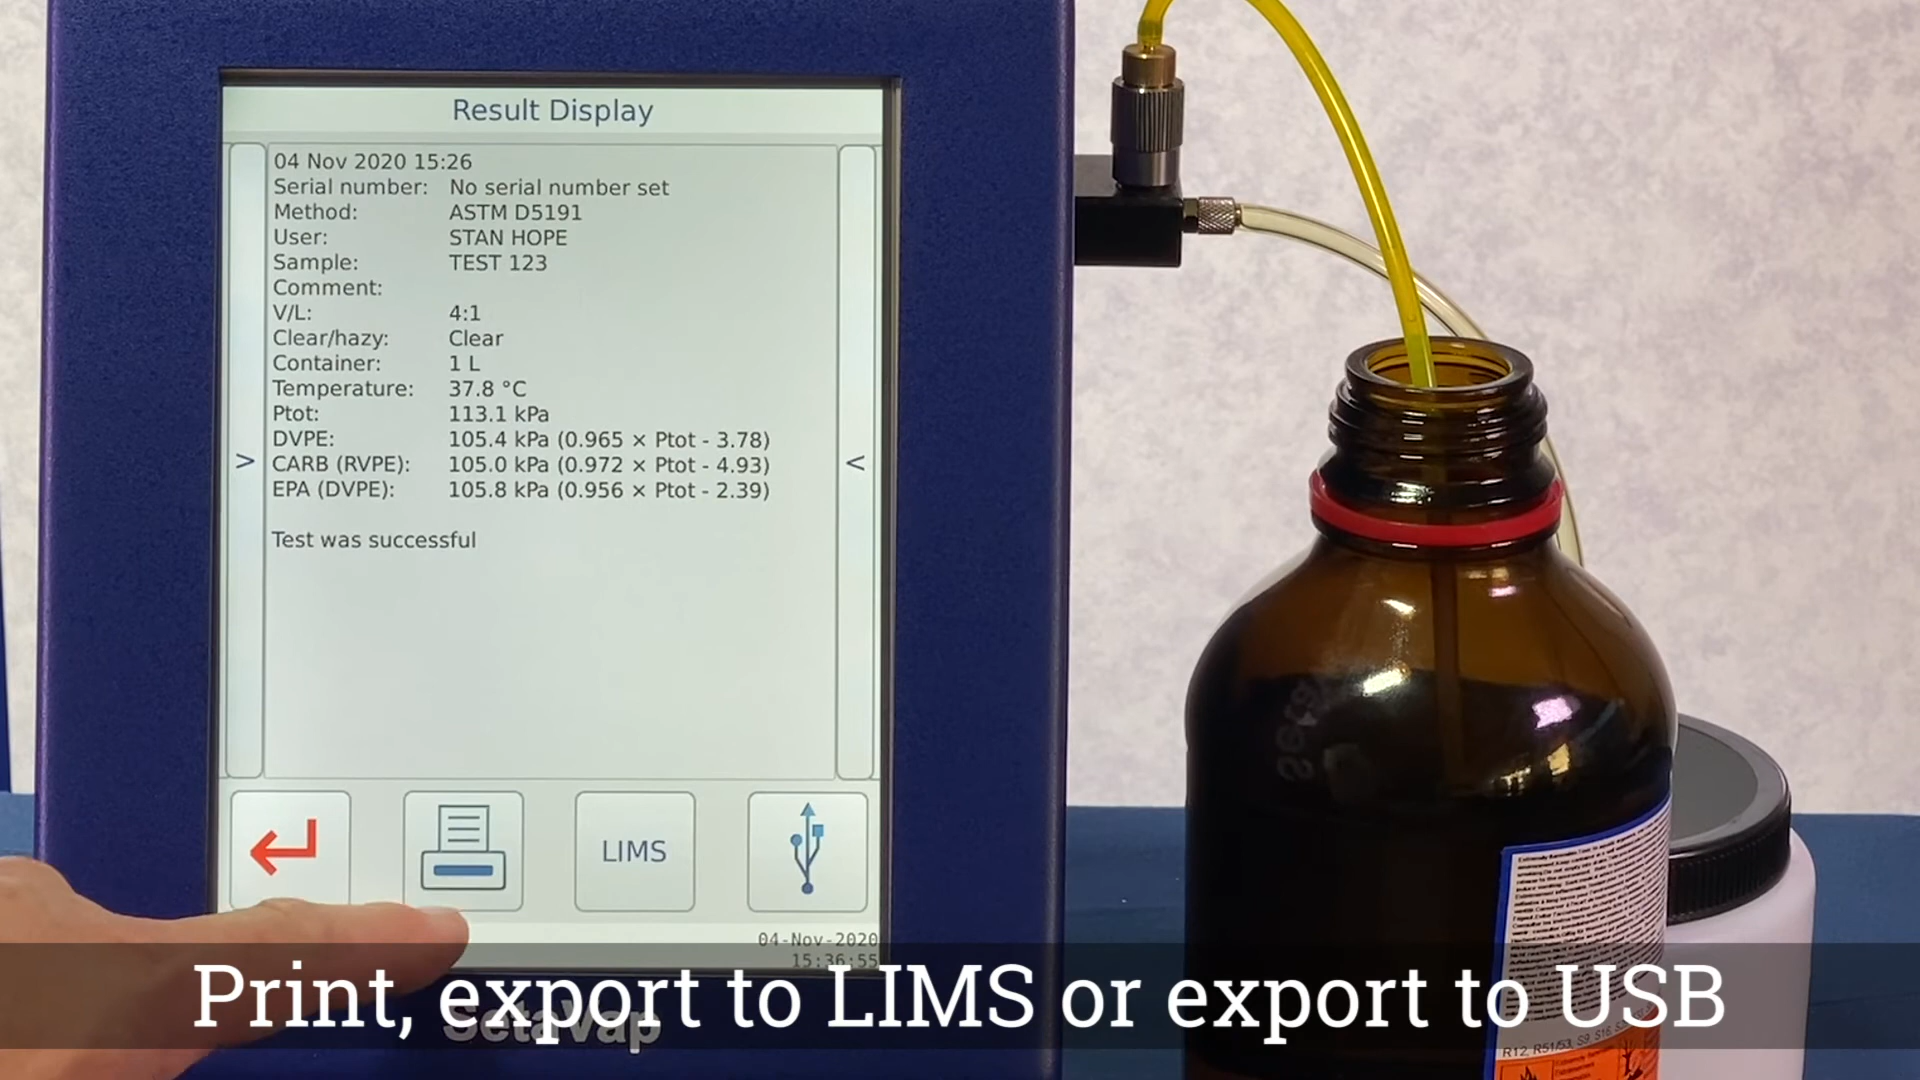 Result Display
04 Nov 2020 15:26
Serial number: No serial number set
Method: ASTM D5191
User: STAN HOPE
Sample: TEST 123
Comment:
V/L: 4:1
Clear/hazy: Clear
Container: 1 L
Temperature: 37.8 °C
Ptot: 113.1 kPa
DVPE: 105.4 kPa (0.965 × Ptot - 3.78)
> CARB (RVPE): 105.0 kPa (0.972 × Ptot - 4.93) <
EPA (DVPE): 105.8 kPa (0.956 × Ptot - 2.39)
Test was successful
LIMS
04-Nov-2020
15:36:55
Print, export to LIMS or export to USB
SetaVap
Seta